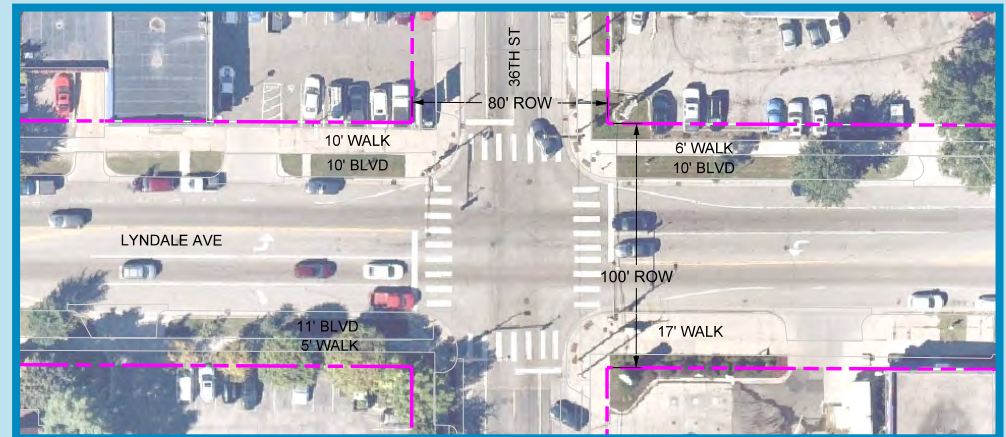 36TH ST
80' ROW
10' WALK
6' WALK
10' BLVD
10' BLVD
LYNDALE AVE
100' ROW
11' BLVD
17' WALK
5' WALK